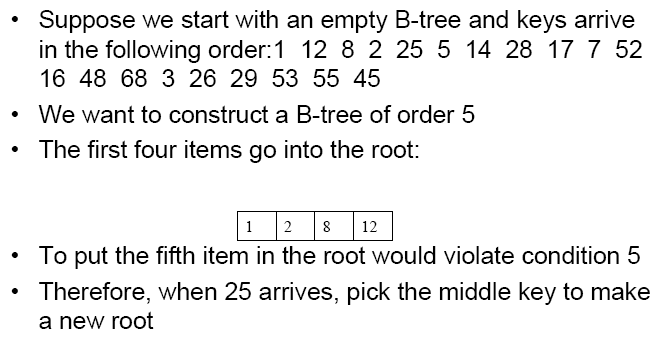 • Suppose we start with an empty B-tree and keys arrive
in the following order:1 12 8 2 25 5 14 28 17 7 52
16 48 68 3 26 29 53 55 45
• We want to construct a B-tree of order 5
• The first four items go into the root:
1 2 8 12
• To put the fifth item in the root would violate condition 5
• Therefore, when 25 arrives, pick the middle key to make
a new root